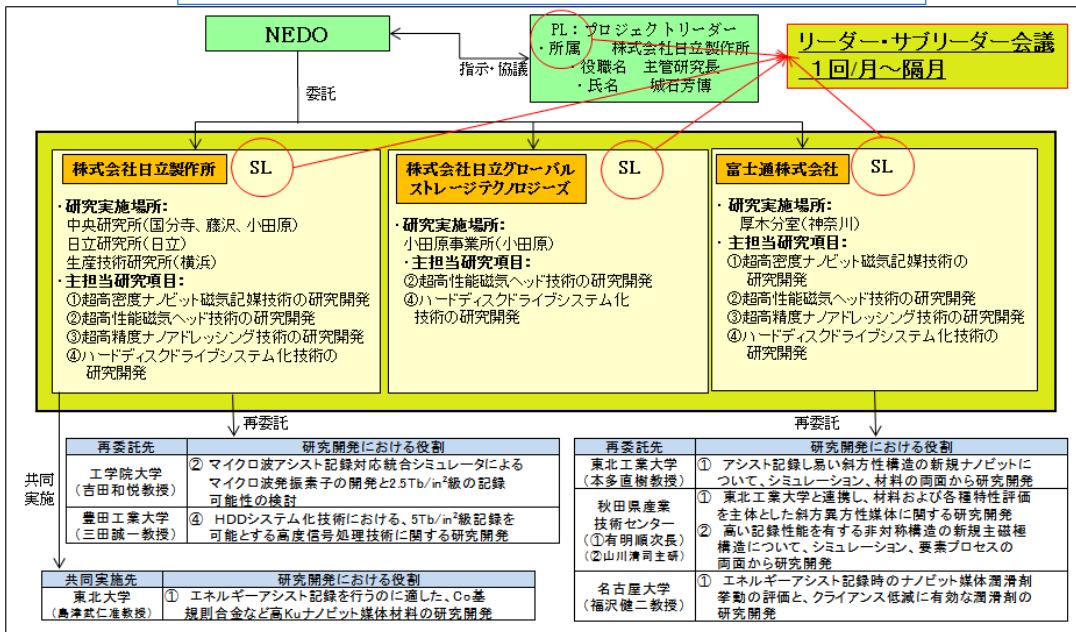 NEDO
PL:プロジェクトリーダー
・所属 株式会社日立製作所
・役職名 主管研究長
・氏名 城石芳博
リーダー・サブリーダー会議
1回/月~隔月
指示・協議
委託
株式会社日立製作所
SL
・研究実施場所:
中央研究所(国分寺、藤沢、小田原)
日立研究所(日立)
生産技術研究所(横浜)
・主担当研究項目:
①超高密度ナノビット磁気記媒技術の研究開発
②超高性能磁気ヘッド技術の研究開発
③超高精度ナノアドレッシング技術の研究開発
④ハードディスクドライブシステム化技術の
研究開発
株式会社日立グローバル
ストレージテクノロジーズ
SL
・研究実施場所:
小田原事業所(小田原)
・主担当研究項目:
②超高性能磁気ヘッド技術の研究開発
④ハードディスクドライブシステム化
技術の研究開発
富士通株式会社
SL
・研究実施場所:
厚木分室(神奈川)
・主担当研究項目:
①超高密度ナノビット磁気記媒技術の
研究開発
②超高性能磁気ヘッド技術の研究開発
③超高精度ナノアドレッシング技術の研究開発
④ハードディスクドライブシステム化技術の
研究開発
共同
実施
再委託
再委託先 研究開発における役割
工学院大学
(吉田和悦教授)
② マイクロ波アシスト記録対応統合シミュレータによる
マイクロ波発振素子の開発と2.5Tb/in²級の記録
可能性の検討
豊田工業大学
(三田誠一教授)
④ HDDシステム化技術における、5Tb/in²級記録を
可能とする高度信号処理技術に関する研究開発
共同実施先 研究開発における役割
東北大学
(島津武仁准教授)
① エネルギーアシスト記録を行うのに適した、Co基
規則合金など高Kuナノビット媒体材料の研究開発
再委託
再委託先 研究開発における役割
東北工業大学
(本多直樹教授)
① アシスト記録し易い斜方性構造の新規ナノビットに
ついて、シミュレーション、材料の両面から研究開発
秋田県産業
技術センター
(①有明順次長)
(②山川清司主研)
① 東北工業大学と連携し、材料および各種特性評価
を主体とした斜方異方性媒体に関する研究開発
② 高い記録性能を有する非対称構造の新規主磁極
構造について、シミュレーション、要素プロセスの
両面から研究開発
名古屋大学
(福沢健二教授)
① エネルギーアシスト記録時のナノビット媒体潤滑剤
挙動の評価と、クライアンス低減に有効な潤滑剤の
研究開発